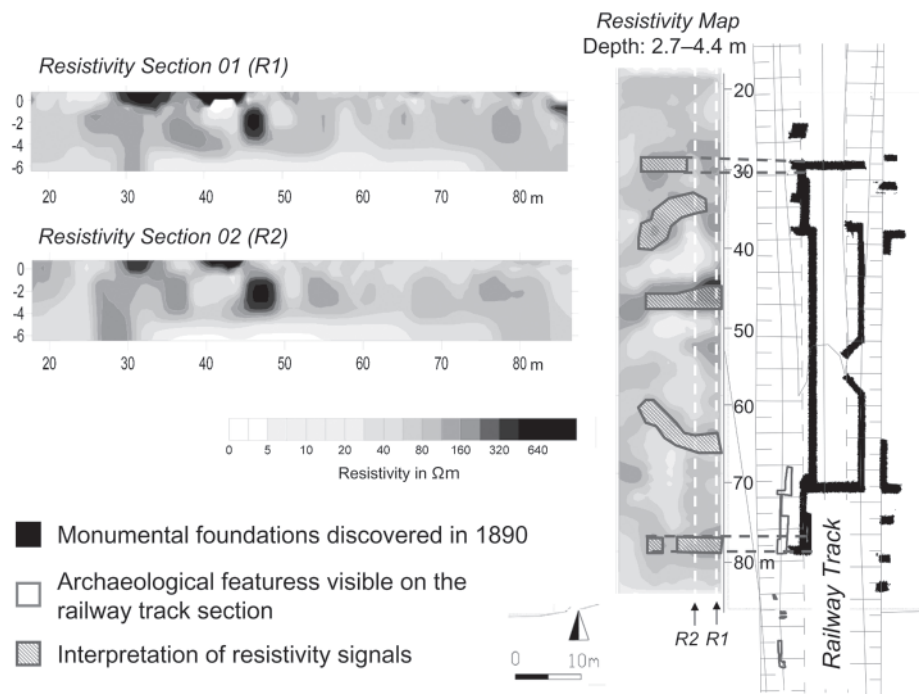 Resistivity Map
Depth: 2.7–4.4 m
Resistivity Section 01 (R1)
0
-2
-4
-6
20 30 40 50 60 70 80 m
Resistivity Section 02 (R2)
0
-2
-4
-6
20 30 40 50 60 70 80 m
0 5 10 20 40 80 160 320 640
Resistivity in Ωm
Monumental foundations discovered in 1890
Archaeological featuress visible on the
railway track section
Interpretation of resistivity signals
20
30
40
50
60
70
80
m
R2 R1
Railway Track
0 10m